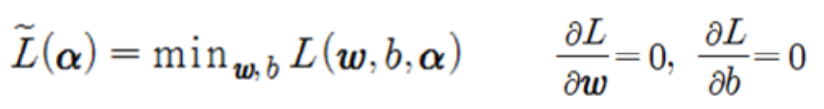 L̃(α) = min_{w,b} L(w,b,α)    ∂L/∂w = 0, ∂L/∂b = 0